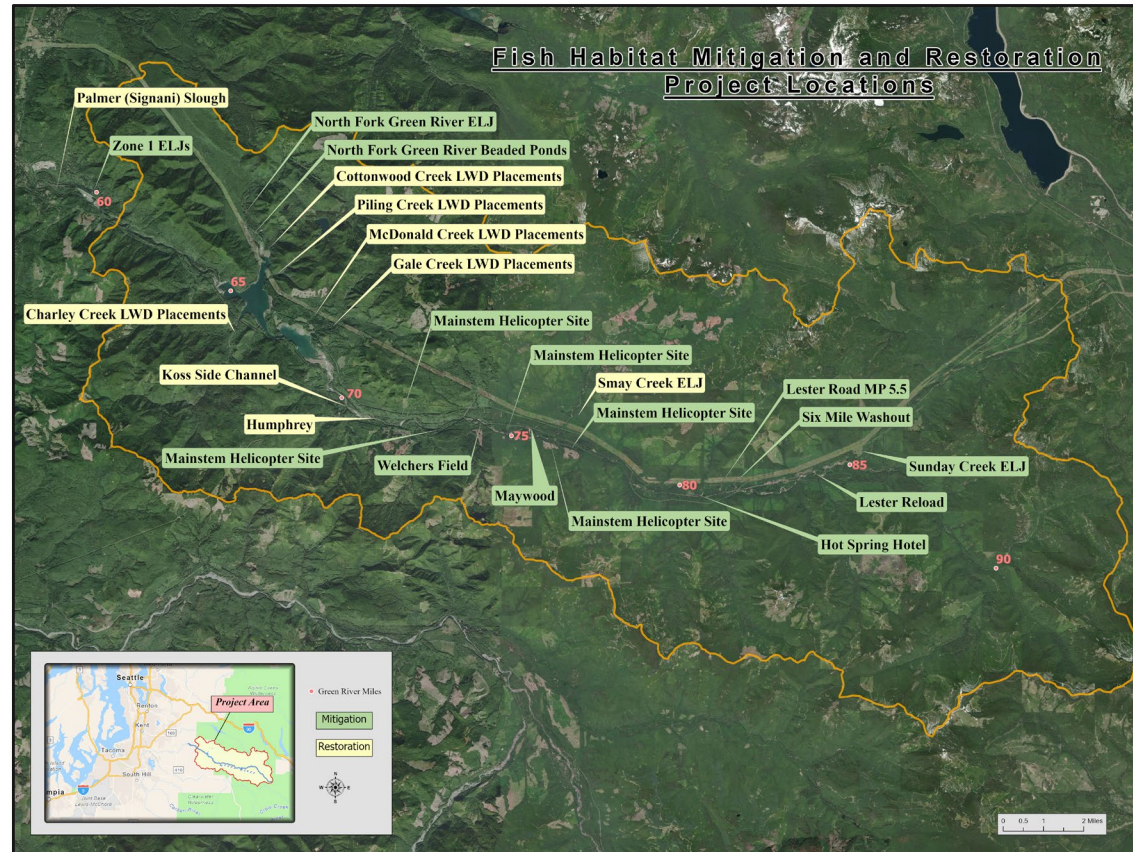 Fish Habitat Mitigation and Restoration
Project Locations
Palmer (Signani) Slough
Zone 1 ELJs
60
North Fork Green River ELJ
North Fork Green River Beaded Ponds
Cottonwood Creek LWD Placements
Piling Creek LWD Placements
McDonald Creek LWD Placements
Gale Creek LWD Placements
65
Charley Creek LWD Placements
Mainstem Helicopter Site
Mainstem Helicopter Site
Koss Side Channel
70
Smay Creek ELJ
Lester Road MP 5.5
Humphrey
Mainstem Helicopter Site
Six Mile Washout
Mainstem Helicopter Site
75
Welchers Field
85
Sunday Creek ELJ
Maywood
80
Lester Reload
Mainstem Helicopter Site
Hot Spring Hotel
90
Seattle
Renton
Kent
Tacoma
South Hill
mpia
Project Area
Green River Miles
Mitigation
Restoration
N
W E
S
0 0.5 1 2 Miles